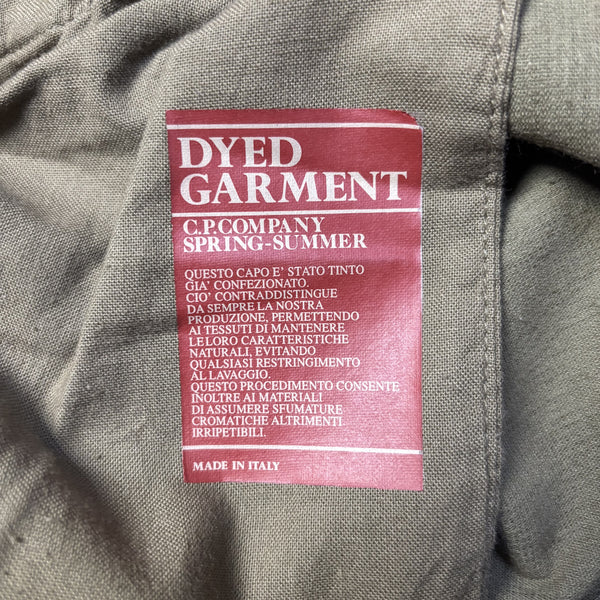 DYED
GARMENT
C.P.COMPANY
SPRING-SUMMER
QUESTO CAPO E' STATO TINTO
GIA' CONFEZIONATO.
CIO' CONTRADDISTINGUE
DA SEMPRE LA NOSTRA
PRODUZIONE, PERMETTENDO
AI TESSUTI DI MANTENERE
LE LORO CARATTERISTICHE
NATURALI, EVITANDO
QUALSIASI RESTRINGIMENTO
AL LAVAGGIO.
QUESTO PROCEDIMENTO CONSENTE
INOLTRE AI MATERIALI
DI ASSUMERE SFUMATURE
CROMATICHE ALTRIMENTI
IRRIPETIBILI.
MADE IN ITALY